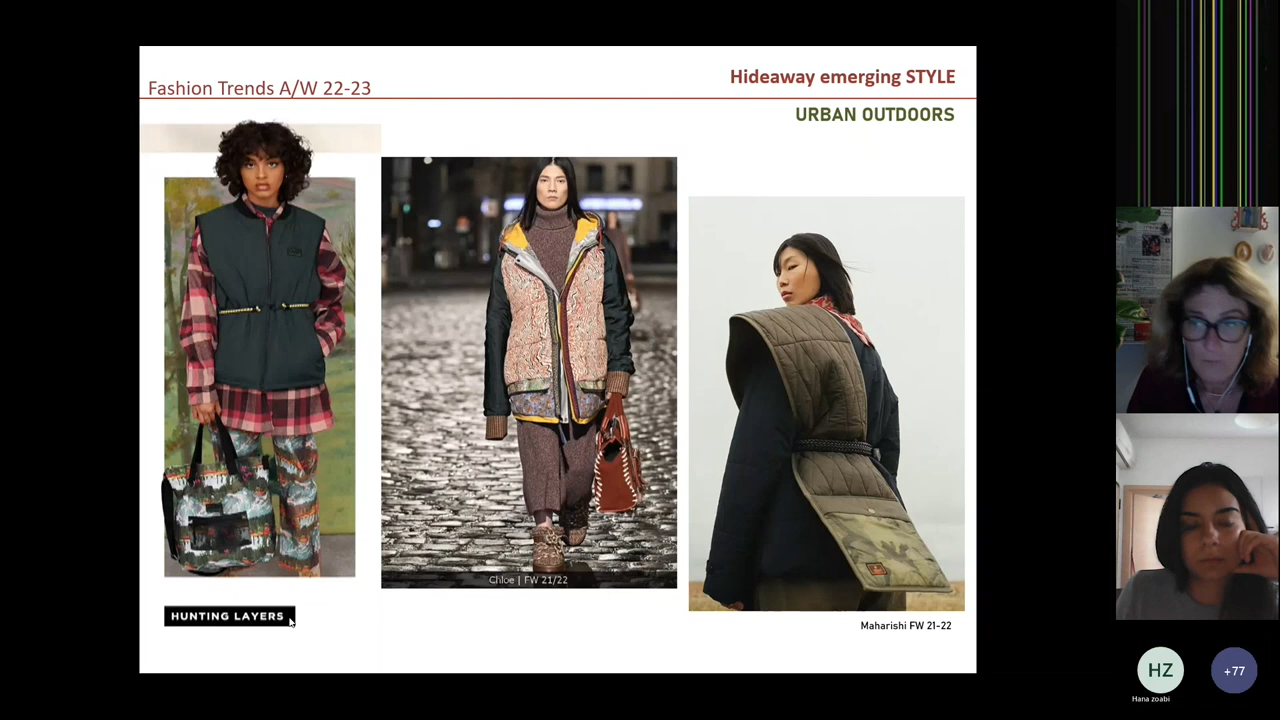 Fashion Trends A/W 22-23
Hideaway emerging STYLE
URBAN OUTDOORS
Chloe | FW 21/22
HUNTING LAYERS
Maharishi FW 21-22
HZ
+77
Hana zoabi